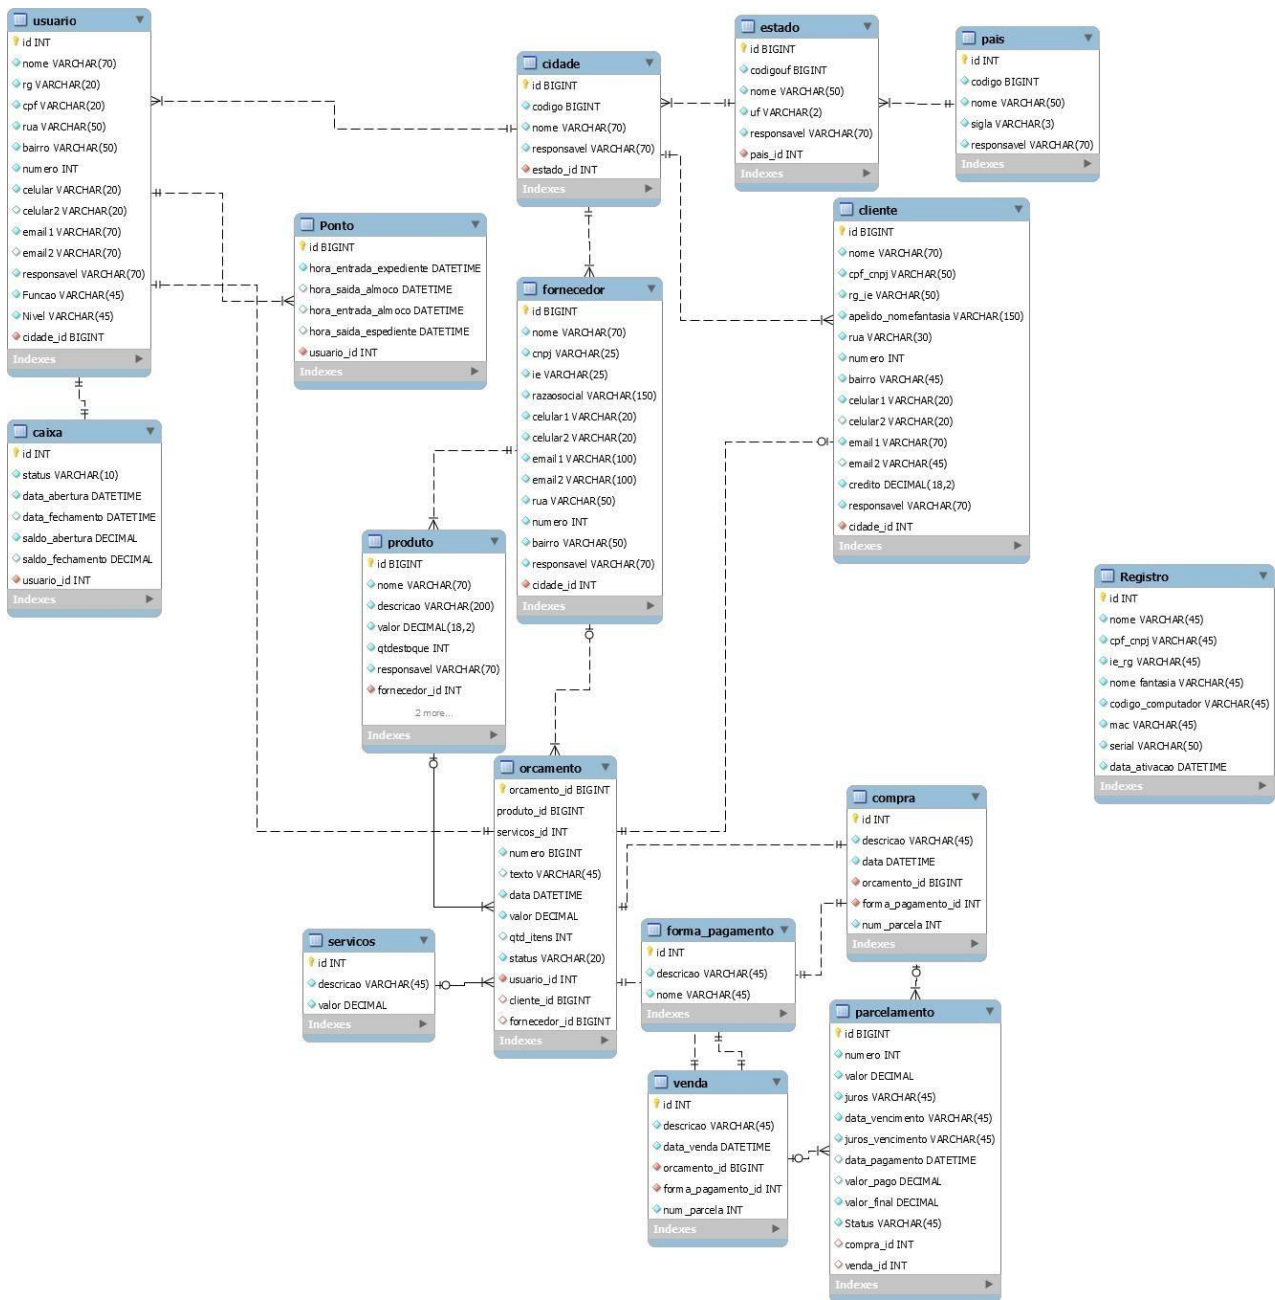 usuario
id INT
nome VARCHAR(70)
rg VARCHAR(20)
cpf VARCHAR(20)
rua VARCHAR(50)
bairro VARCHAR(50)
numero INT
celular VARCHAR(20)
celular2 VARCHAR(20)
email1 VARCHAR(70)
email2 VARCHAR(70)
responsavel VARCHAR(70)
Funcao VARCHAR(45)
Nivel VARCHAR(45)
cidade_id BIGINT
Indexes
caixa
id INT
status VARCHAR(10)
data_abertura DATETIME
data_fechamento DATETIME
saldo_abertura DECIMAL
saldo_fechamento DECIMAL
usuario_id INT
Indexes
Ponto
id BIGINT
hora_entrada_expediente DATETIME
hora_saida_almoco DATETIME
hora_entrada_almoco DATETIME
hora_saida_espediente DATETIME
usuario_id INT
Indexes
cidade
id BIGINT
codigo BIGINT
nome VARCHAR(70)
responsavel VARCHAR(70)
estado_id INT
Indexes
estado
id BIGINT
codigouf BIGINT
nome VARCHAR(50)
uf VARCHAR(2)
responsavel VARCHAR(70)
pais_id INT
Indexes
pais
id INT
codigo BIGINT
nome VARCHAR(50)
sigla VARCHAR(3)
responsavel VARCHAR(70)
Indexes
cliente
id BIGINT
nome VARCHAR(70)
cpf_cnpj VARCHAR(50)
rg_ie VARCHAR(50)
apelido_nomefantasia VARCHAR(150)
rua VARCHAR(30)
numero INT
bairro VARCHAR(45)
celular1 VARCHAR(20)
celular2 VARCHAR(20)
email1 VARCHAR(70)
email2 VARCHAR(45)
credito DECIMAL(18,2)
responsavel VARCHAR(70)
cidade_id INT
Indexes
fornecedor
id BIGINT
nome VARCHAR(70)
cnpj VARCHAR(25)
ie VARCHAR(25)
razaosocial VARCHAR(150)
celular1 VARCHAR(20)
celular2 VARCHAR(20)
email1 VARCHAR(100)
email2 VARCHAR(100)
rua VARCHAR(50)
numero INT
bairro VARCHAR(50)
responsavel VARCHAR(70)
cidade_id INT
Indexes
produto
id BIGINT
nome VARCHAR(70)
descricao VARCHAR(200)
valor DECIMAL(18,2)
qtdestoque INT
responsavel VARCHAR(70)
fornecedor_id INT
2 more...
Indexes
Registro
id INT
nome VARCHAR(45)
cpf_cnpj VARCHAR(45)
ie_rg VARCHAR(45)
nome fantasia VARCHAR(45)
codigo_computador VARCHAR(45)
mac VARCHAR(45)
serial VARCHAR(50)
data_ativacao DATETIME
Indexes
orcamento
orcamento_id BIGINT
produto_id BIGINT
servicos_id INT
numero BIGINT
texto VARCHAR(45)
data DATETIME
valor DECIMAL
qtd_itens INT
status VARCHAR(20)
usuario_id INT
cliente_id BIGINT
fornecedor_id BIGINT
Indexes
servicos
id INT
descricao VARCHAR(45)
valor DECIMAL
Indexes
forma_pagamento
id INT
descricao VARCHAR(45)
nome VARCHAR(45)
Indexes
compra
id INT
descricao VARCHAR(45)
data DATETIME
orcamento_id BIGINT
forma_pagamento_id INT
num_parcela INT
Indexes
venda
id INT
descricao VARCHAR(45)
data_venda DATETIME
orcamento_id BIGINT
forma_pagamento_id INT
num_parcela INT
Indexes
parcelamento
id BIGINT
numero INT
valor DECIMAL
juros VARCHAR(45)
data_vencimento VARCHAR(45)
juros_vencimento VARCHAR(45)
data_pagamento DATETIME
valor_pago DECIMAL
valor_final DECIMAL
Status VARCHAR(45)
compra_id INT
venda_id INT
Indexes